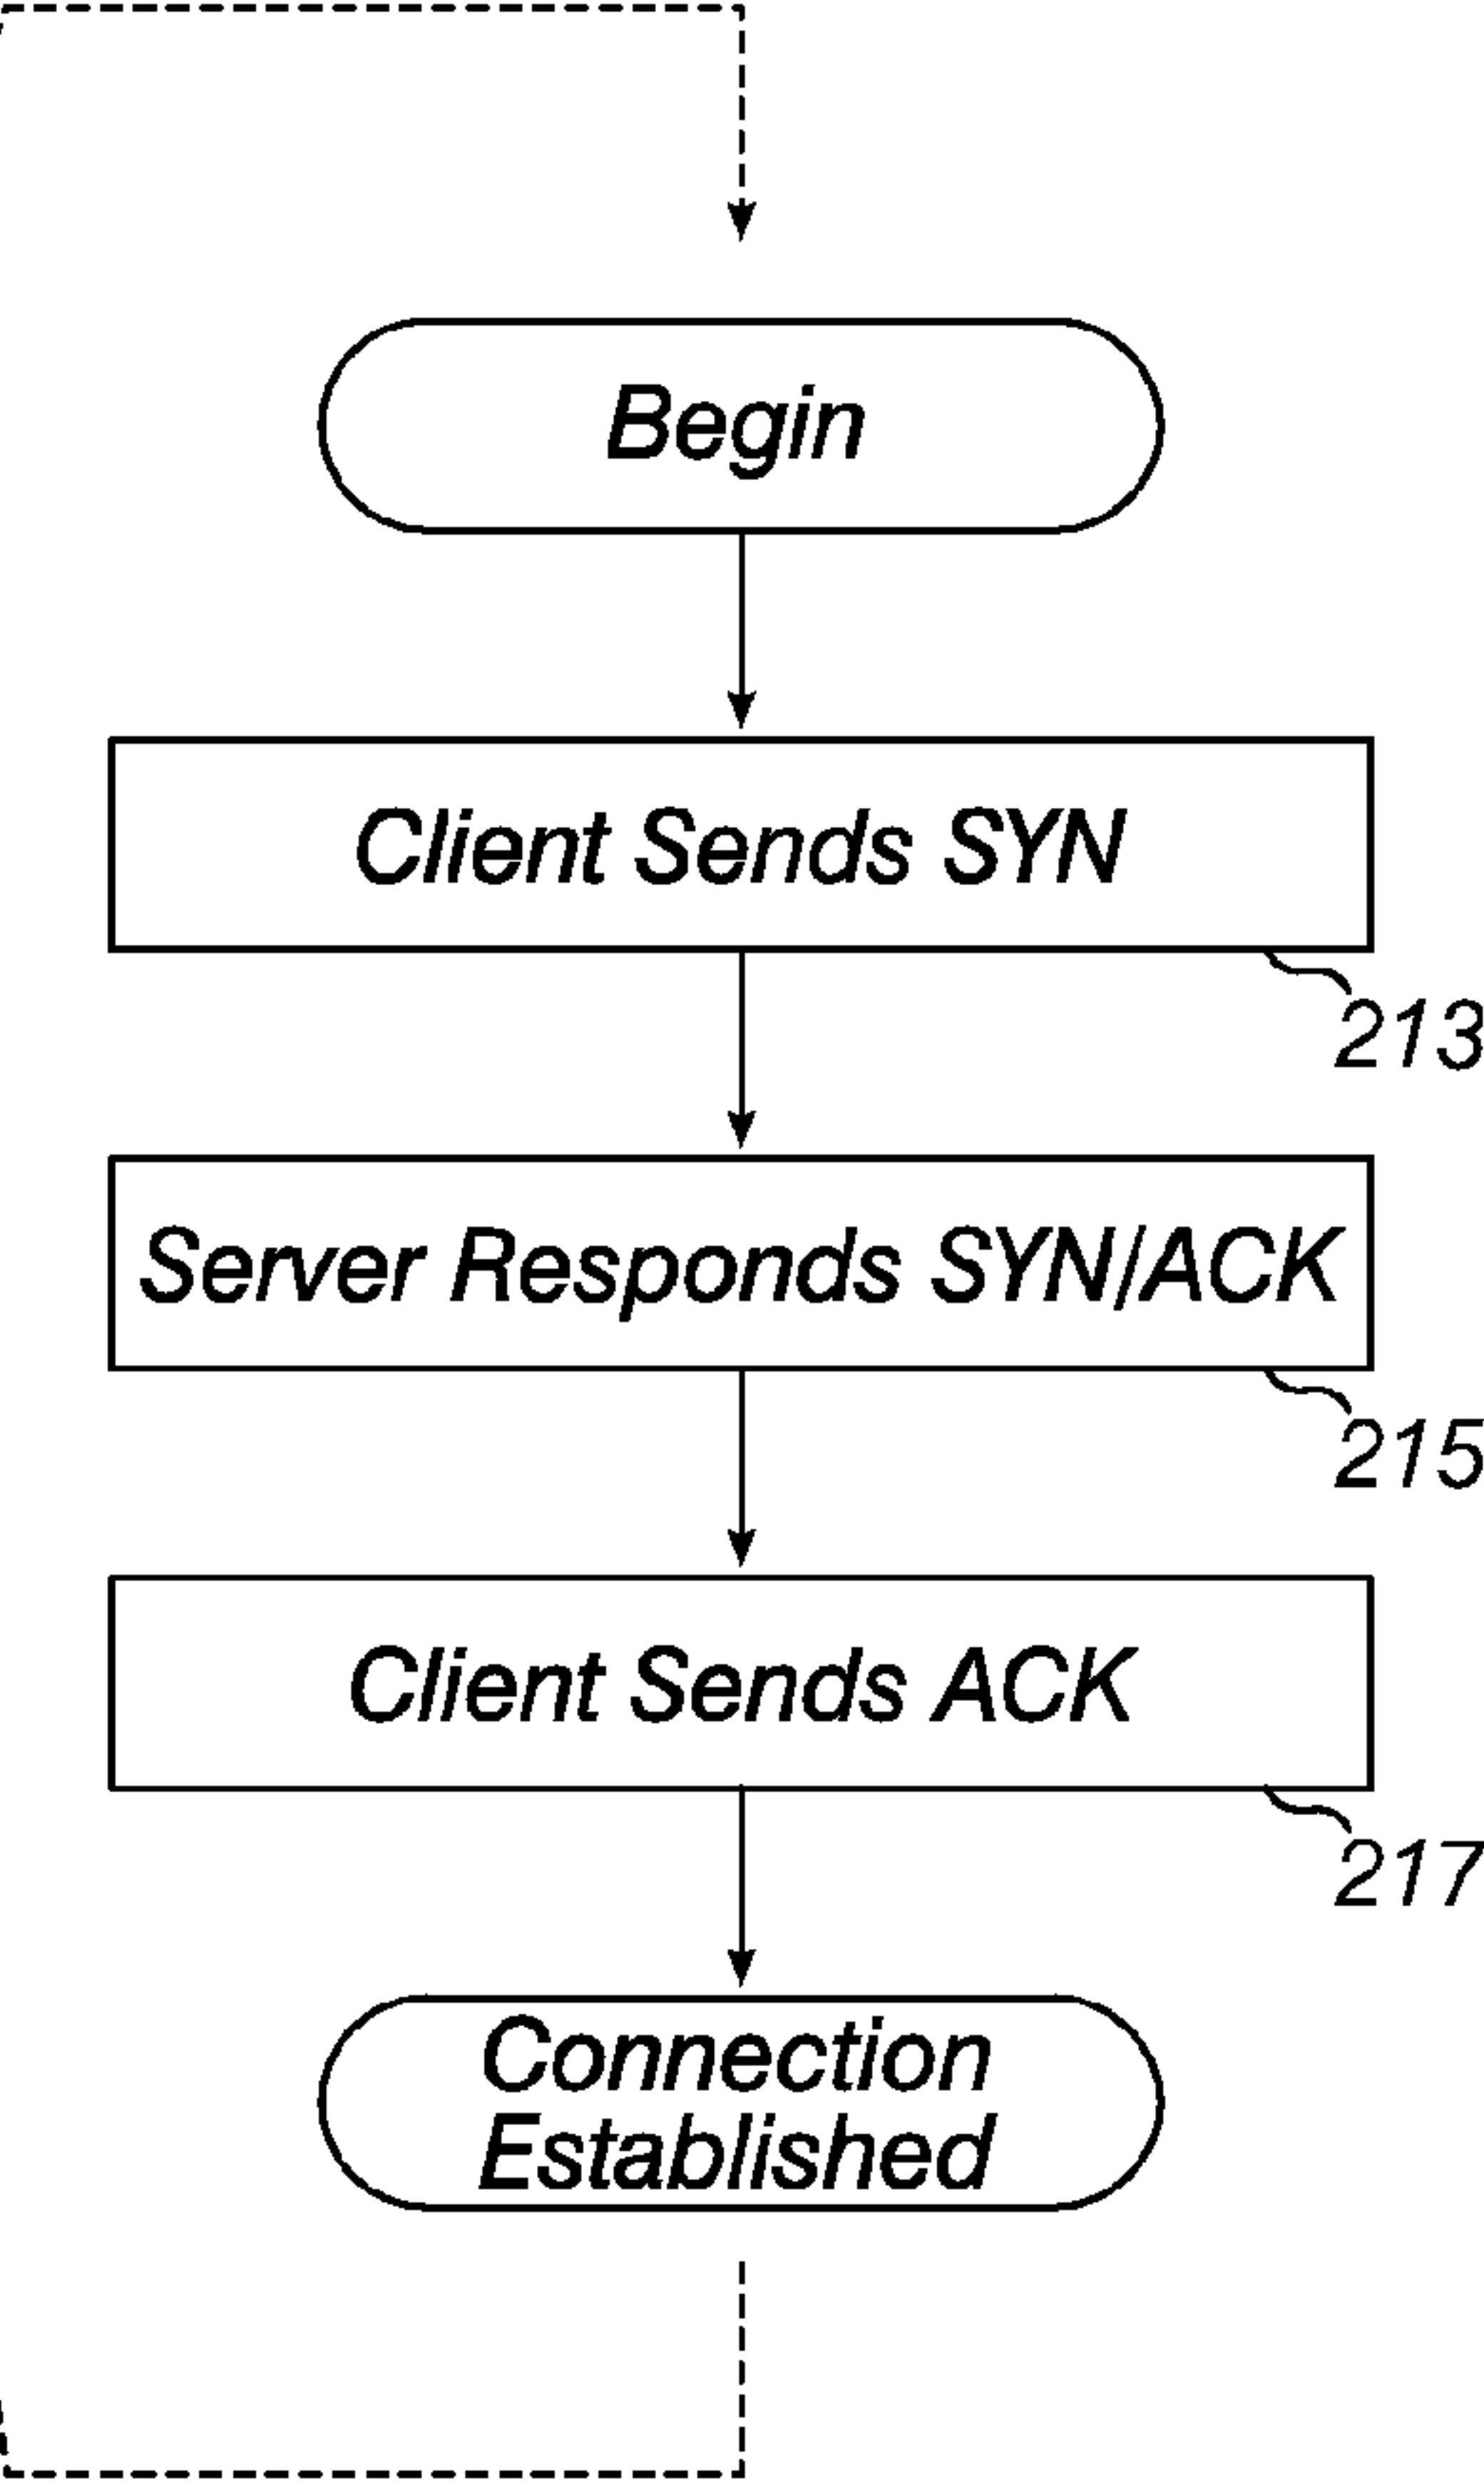 Begin
Client Sends SYN
213
Server Responds SYN/ACK
215
Client Sends ACK
217
Connection
Established